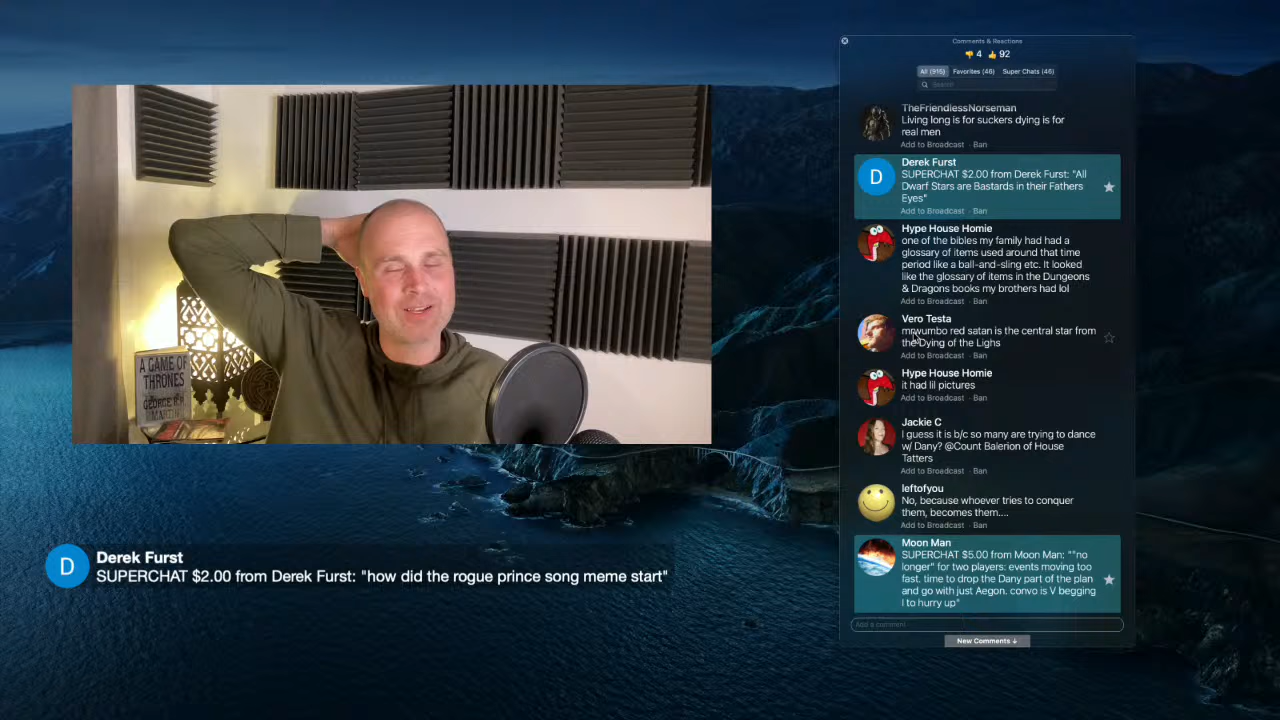 A GAME OF
THRONES
GEORGE R.R.
MARTIN
D
Derek Furst
SUPERCHAT $2.00 from Derek Furst: "how did the rogue prince song meme start"
Comments & Reactions
4 92
All (915) Favorites (46) Super Chats (46)
Search
TheFriendlessNorseman
Living long is for suckers dying is for
real men
Add to Broadcast · Ban
D
Derek Furst
SUPERCHAT $2.00 from Derek Furst: "All
Dwarf Stars are Bastards in their Fathers
Eyes"
Add to Broadcast · Ban
Hype House Homie
one of the bibles my family had had a
glossary of items used around that time
period like a ball-and-sling etc. It looked
like the glossary of items in the Dungeons
& Dragons books my brothers had lol
Add to Broadcast · Ban
Vero Testa
red satan is the central star from
the Dying of the Lighs
Add to Broadcast · Ban
Hype House Homie
it had lil pictures
Add to Broadcast · Ban
Jackie C
I guess it is b/c so many are trying to dance
w/ Dany? @Count Balerion of House
Tatters
Add to Broadcast · Ban
leftofyou
No, because whoever tries to conquer
them, becomes them....
Add to Broadcast · Ban
Moon Man
SUPERCHAT $5.00 from Moon Man: ""no
longer" for two players: events moving too
fast. time to drop the Dany part of the plan
and go with just Aegon. convo is V begging
I to hurry up"
Add a comment
New Comments ↓